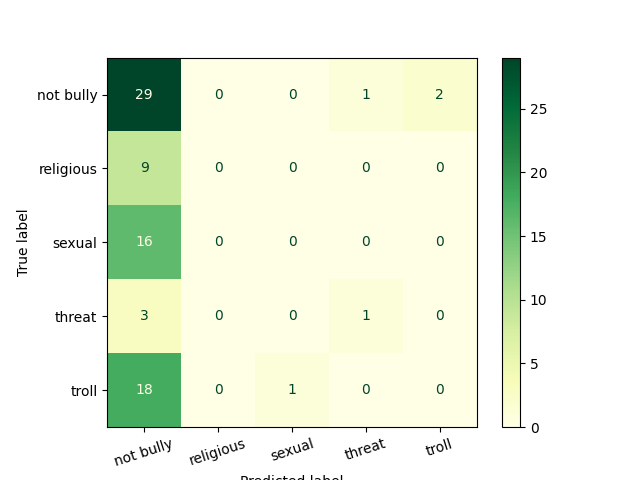 not bully 29 0 0 1 2
religious 9 0 0 0 0
sexual 16 0 0 0 0
threat 3 0 0 1 0
troll 18 0 1 0 0
True label
not bully religious sexual threat troll
Predicted label
25
20
15
10
5
0